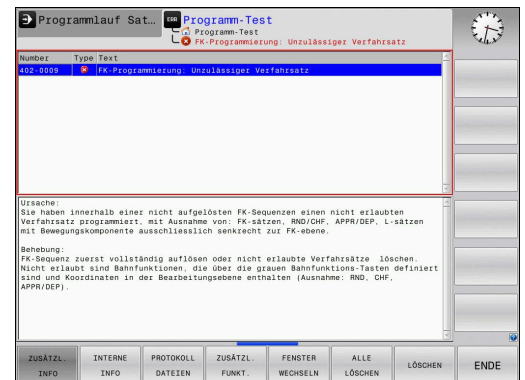 Programmlauf Sat...
ERR Programm-Test
Programm-Test
FK-Programmierung: Unzulässiger Verfahrsatz
Number Type Text
402-0009 FK-Programmierung: Unzulässiger Verfahrsatz
Ursache:
Sie haben innerhalb einer nicht aufgelösten FK-Sequenzen einen nicht erlaubten
Verfahrsatz programmiert, mit Ausnahme von: FK-sätzen, RND/CHF, APPR/DEP, L-sätzen
mit Bewegungskomponente ausschliesslich senkrecht zur FK-ebene.
Behebung:
FK-Sequenz zuerst vollständig auflösen oder nicht erlaubte Verfahrsätze löschen.
Nicht erlaubt sind Bahnfunktionen, die über die grauen Bahnfunktions-Tasten definiert
sind und Koordinaten in der Bearbeitungsebene enthalten (Ausnahme: RND, CHF,
APPR/DEP).
ZUSÄTZL. INFO
INTERNE INFO
PROTOKOLL DATEIEN
ZUSÄTZL. FUNKT.
FENSTER WECHSELN
ALLE LÖSCHEN
LÖSCHEN
ENDE